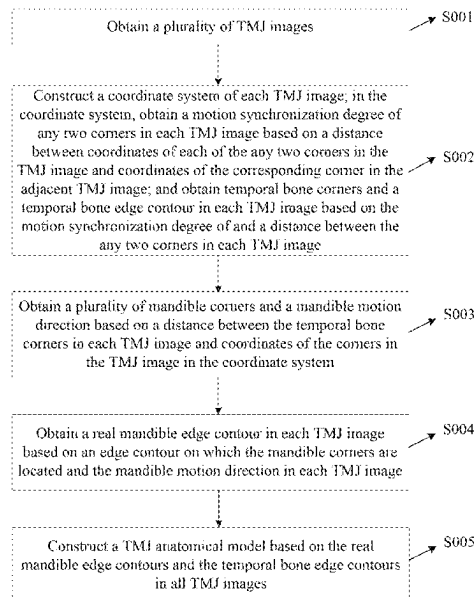 Obtain a plurality of TMJ images
S001
Construct a coordinate system of each TMJ image; in the
coordinate system, obtain a motion synchronization degree of
any two corners in each TMJ image based on a distance
between coordinates of each of the any two corners in the
TMJ image and coordinates of the corresponding corner in the
adjacent TMJ image; and obtain temporal bone corners and a
temporal bone edge contour in each TMJ image based on the
motion synchronization degree of and a distance between the
any two corners in each TMJ image
S002
Obtain a plurality of mandible corners and a mandible motion
direction based on a distance between the temporal bone
corners in each TMJ image and coordinates of the corners in
the TMJ image in the coordinate system
S003
Obtain a real mandible edge contour in each TMJ image
based on an edge contour on which the mandible corners are
located and the mandible motion direction in each TMJ image
S004
Construct a TMJ anatomical model based on the real
mandible edge contours and the temporal bone edge contours
in all TMJ images
S005